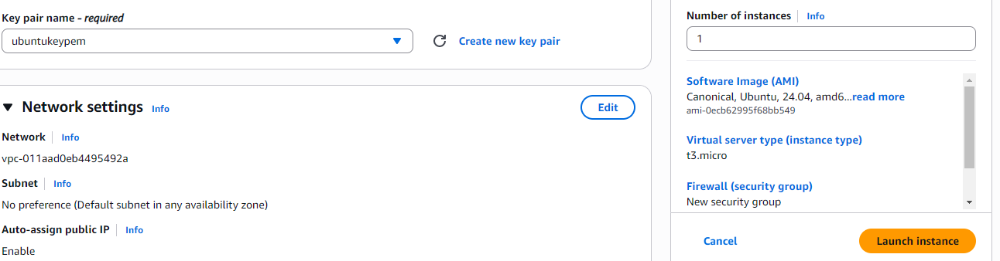 Key pair name - required
ubuntukeypem
Create new key pair
Network settings Info
Edit
Network Info
vpc-011aad0eb4495492a
Subnet Info
No preference (Default subnet in any availability zone)
Auto-assign public IP Info
Enable
Number of instances Info
1
Software Image (AMI)
Canonical, Ubuntu, 24.04, amd6...read more
ami-0ecb62995f68bb549
Virtual server type (instance type)
t3.micro
Firewall (security group)
New security group
Cancel
Launch instance